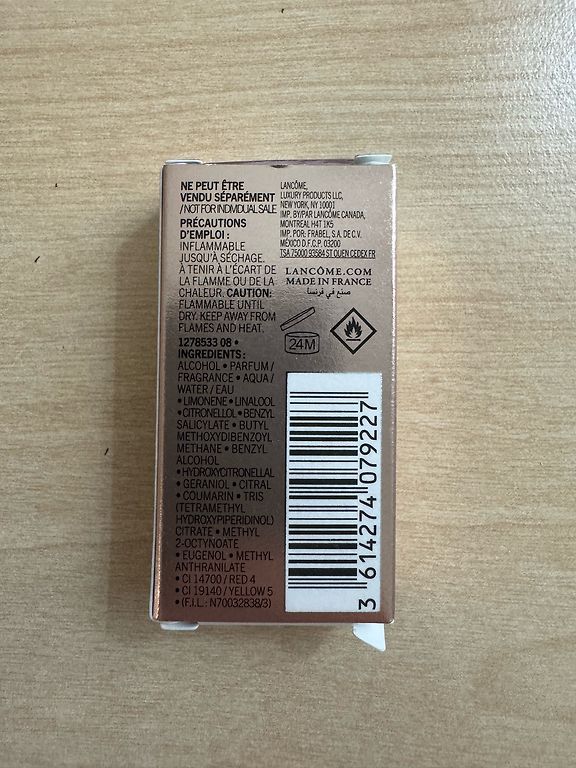 NE PEUT ÊTRE
VENDU SÉPARÉMENT
/NOT FOR INDIVIDUAL SALE
PRÉCAUTIONS
D'EMPLOI :
INFLAMMABLE
JUSQU'À SÉCHAGE.
À TENIR À L'ÉCART DE
LA FLAMME OU DE LA
CHALEUR. CAUTION:
FLAMMABLE UNTIL
DRY. KEEP AWAY FROM
FLAMES AND HEAT.
1278533 08 •
INGREDIENTS :
ALCOHOL • PARFUM /
FRAGRANCE • AQUA /
WATER / EAU
• LIMONENE • LINALOOL
• CITRONELLOL • BENZYL
SALICYLATE • BUTYL
METHOXYDIBENZOYL
METHANE • BENZYL
ALCOHOL
• HYDROXYCITRONELLAL
• GERANIOL • CITRAL
• COUMARIN • TRIS
(TETRAMETHYL
HYDROXYPIPERIDINOL)
CITRATE • METHYL
2-OCTYNOATE
• EUGENOL • METHYL
ANTHRANILATE
• CI 14700 / RED 4
• CI 19140 / YELLOW 5
• (F.I.L.: N70032838/3)
LANCÔME,
LUXURY PRODUCTS LLC,
NEW YORK, NY 10001
IMP. BY/PAR LANCÔME CANADA,
MONTREAL H4T 1K5
IMP. POR: FRABEL, S.A. DE C.V.
MÉXICO D.F.C.P. 03200
TSA 75000 93584 ST OUEN CEDEX FR
LANCÔME.COM
MADE IN FRANCE
صنع في فرنسا
24M
3 614274 079227